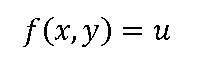 f(x, y) = u